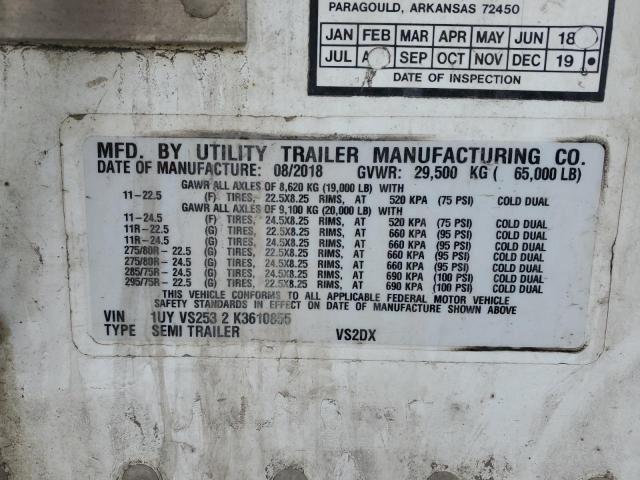 PARAGOULD, ARKANSAS 72450
JAN FEB MAR APR MAY JUN 18
JUL SEP OCT NOV DEC 19
DATE OF INSPECTION
MFD. BY UTILITY TRAILER MANUFACTURING CO.
DATE OF MANUFACTURE: 08/2018 GVWR: 29,500 KG ( 65,000 LB)
GAWR ALL AXLES OF 8,620 KG (19,000 LB) WITH
11-22.5 (F) TIRES, 22.5X8.25 RIMS, AT 520 KPA (75 PSI) COLD DUAL
GAWR ALL AXLES OF 9,100 KG (20,000 LB) WITH
11-24.5 (F) TIRES, 24.5X8.25 RIMS, AT 520 KPA (75 PSI) COLD DUAL
11R-22.5 (G) TIRES, 22.5X8.25 RIMS, AT 660 KPA (95 PSI) COLD DUAL
11R-24.5 (G) TIRES, 24.5X8.25 RIMS, AT 660 KPA (95 PSI) COLD DUAL
275/80R-22.5 (G) TIRES, 22.5X8.25 RIMS, AT 660 KPA (95 PSI) COLD DUAL
275/80R-24.5 (G) TIRES, 24.5X8.25 RIMS, AT 660 KPA (95 PSI) COLD DUAL
285/75R-24.5 (G) TIRES, 24.5X8.25 RIMS, AT 690 KPA (100 PSI) COLD DUAL
295/75R-22.5 (G) TIRES, 22.5X8.25 RIMS, AT 690 KPA (100 PSI) COLD DUAL
THIS VEHICLE CONFORMS TO ALL APPLICABLE FEDERAL MOTOR VEHICLE
SAFETY STANDARDS IN EFFECT ON DATE OF MANUFACTURE SHOWN ABOVE
VIN 1UY VS253 2 K3610855
TYPE SEMI TRAILER VS2DX